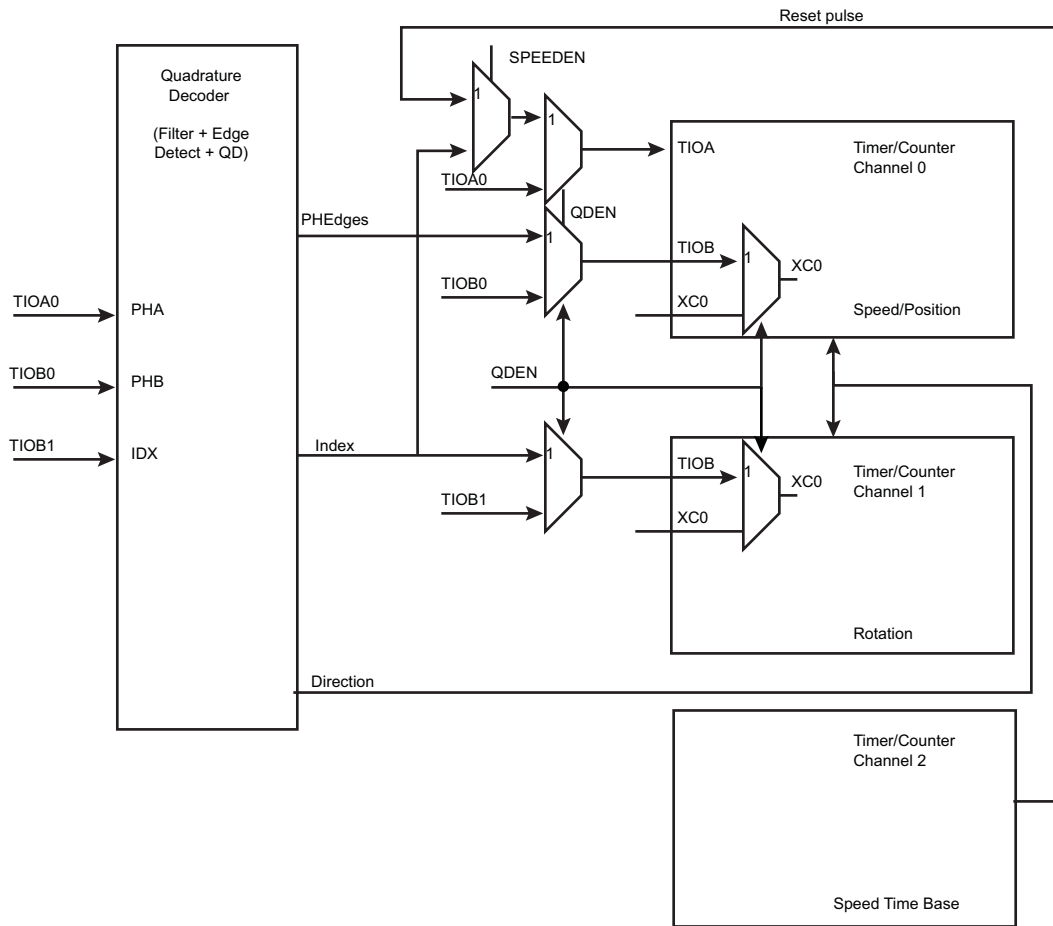 Reset pulse
SPEEDEN
Quadrature
Decoder
(Filter + Edge
Detect + QD)
1
1
TIOA
Timer/Counter
Channel 0
TIOA0
QDEN
PHEdges
1
TIOB
1
XC0
TIOB0
XC0
Speed/Position
TIOA0
PHA
QDEN
TIOB0
PHB
TIOB1
IDX
Index
1
TIOB
1
XC0
Timer/Counter
Channel 1
TIOB1
XC0
Rotation
Direction
Timer/Counter
Channel 2
Speed Time Base